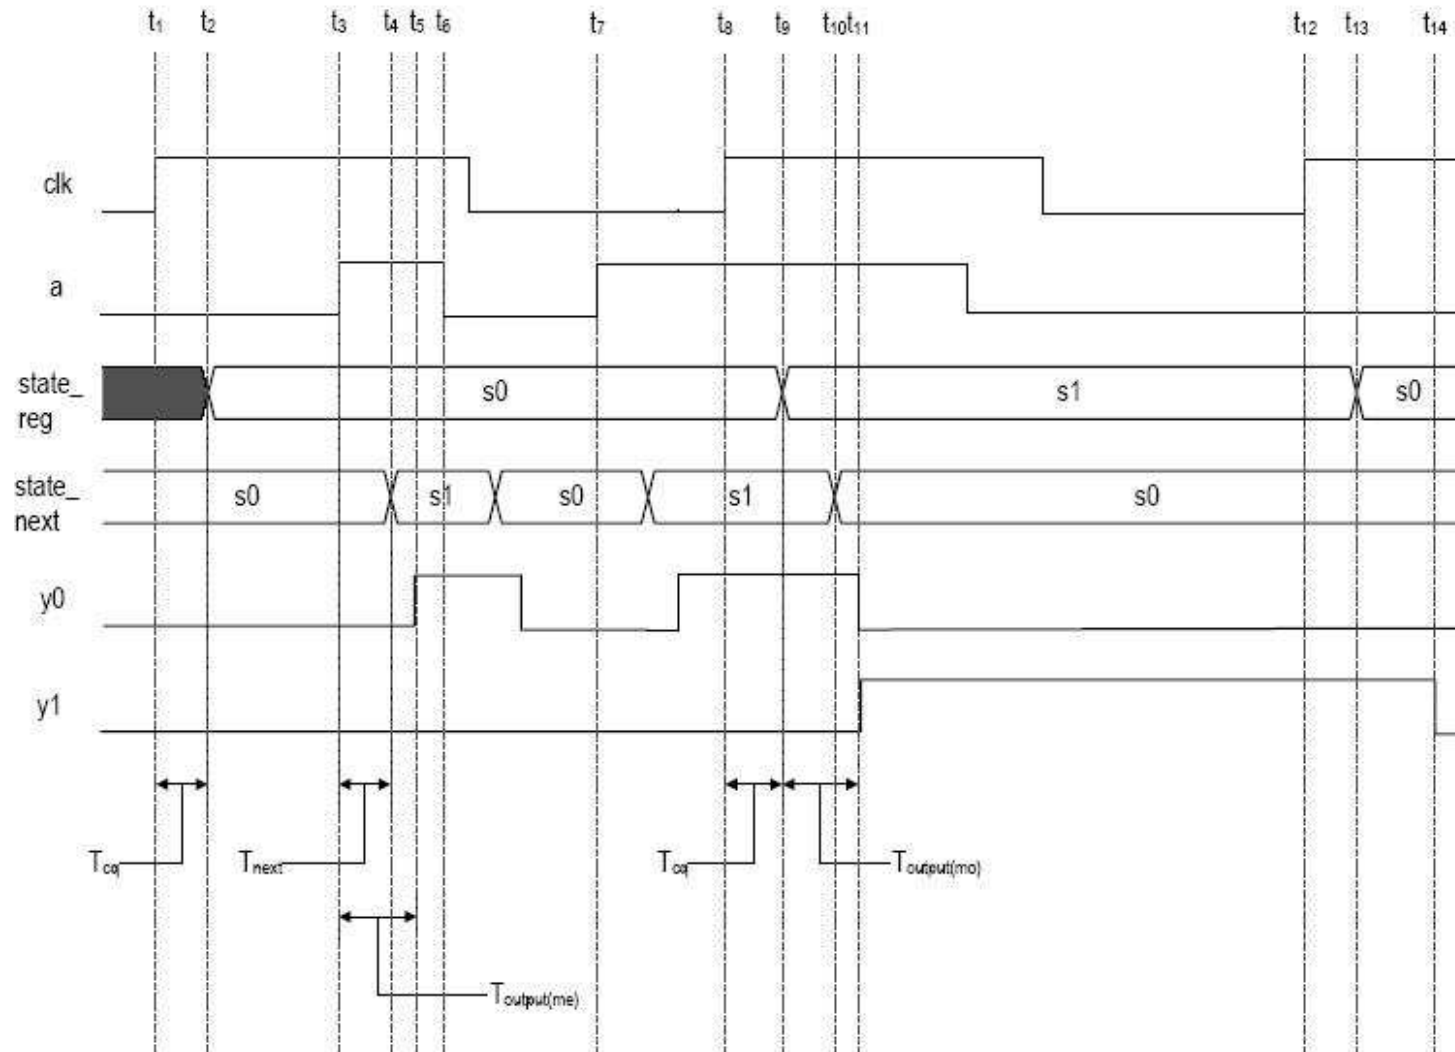 t1 t2 t3 t4 t5 t6 t7 t8 t9 t10 t11 t12 t13 t14
clk
a
state_
reg
s0 s1 s0
state_
next
s0 s1 s0 s1 s0
y0
y1
Tcq Tnext Tcq Toutput(mo)
Toutput(me)